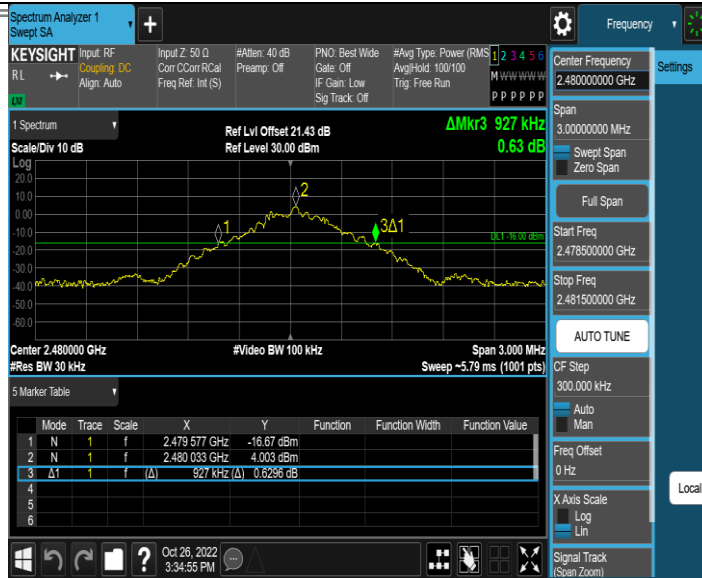 Spectrum Analyzer 1
Swept SA
Frequency
KEYSIGHT
RL
Input: RF
Coupling: DC
Align: Auto
Input Z: 50 Ω
Corr CCorr RCal
Freq Ref: Int (S)
#Atten: 40 dB
Preamp: Off
PNO: Best Wide
Gate: Off
IF Gain: Low
Sig Track: Off
#Avg Type: Power (RMS
Avg|Hold: 100/100
Trig: Free Run
1 2 3 4 5 6
M W W W W W
P P P P P P
LXI
1 Spectrum
Scale/Div 10 dB
Ref Lvl Offset 21.43 dB
Ref Level 30.00 dBm
ΔMkr3 927 kHz
0.63 dB
Log
20.0
10.0
0.00
-10.0
-20.0
-30.0
-40.0
-50.0
-60.0
1
2
3Δ1
DL1 -16.00 dBm
Center 2.480000 GHz
#Video BW 100 kHz
Span 3.000 MHz
#Res BW 30 kHz
Sweep ~5.79 ms (1001 pts)
5 Marker Table
Mode Trace Scale X Y Function Function Width Function Value
1 N 1 f 2.479 577 GHz -16.67 dBm
2 N 1 f 2.480 033 GHz 4.003 dBm
3 Δ1 1 f (Δ) 927 kHz (Δ) 0.6296 dB
4
5
6
Oct 26, 2022
3:34:55 PM
Center Frequency
2.480000000 GHz
Span
3.00000000 MHz
Swept Span
Zero Span
Full Span
Start Freq
2.478500000 GHz
Stop Freq
2.481500000 GHz
AUTO TUNE
CF Step
300.000 kHz
Auto
Man
Freq Offset
0 Hz
X Axis Scale
Log
Lin
Signal Track
(Span Zoom)
Settings
Local